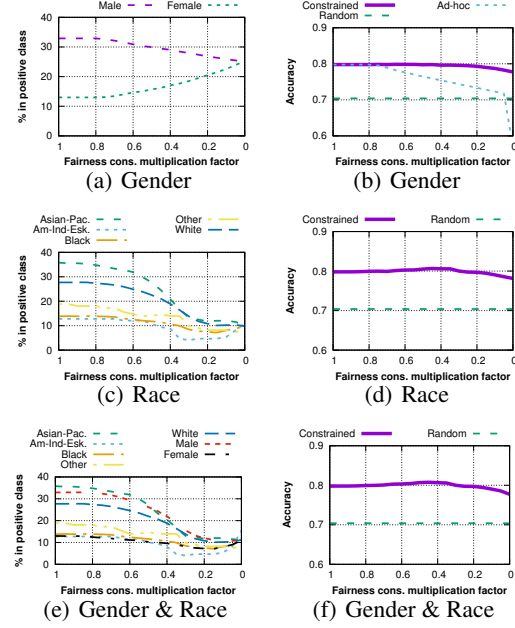 Male Female
% in positive class
40
30
20
10
0
1 0.8 0.6 0.4 0.2 0
Fairness cons. multiplication factor
(a) Gender
Constrained Ad-hoc
Random
Accuracy
0.9
0.8
0.7
0.6
1 0.8 0.6 0.4 0.2 0
Fairness cons. multiplication factor
(b) Gender
Asian-Pac. Other
Am-Ind-Esk. White
Black
% in positive class
40
30
20
10
0
1 0.8 0.6 0.4 0.2 0
Fairness cons. multiplication factor
(c) Race
Constrained Random
Accuracy
0.9
0.8
0.7
0.6
1 0.8 0.6 0.4 0.2 0
Fairness cons. multiplication factor
(d) Race
Asian-Pac. White
Am-Ind-Esk. Male
Black Female
Other
% in positive class
40
30
20
10
0
1 0.8 0.6 0.4 0.2 0
Fairness cons. multiplication factor
(e) Gender & Race
Constrained Random
Accuracy
0.9
0.8
0.7
0.6
1 0.8 0.6 0.4 0.2 0
Fairness cons. multiplication factor
(f) Gender & Race